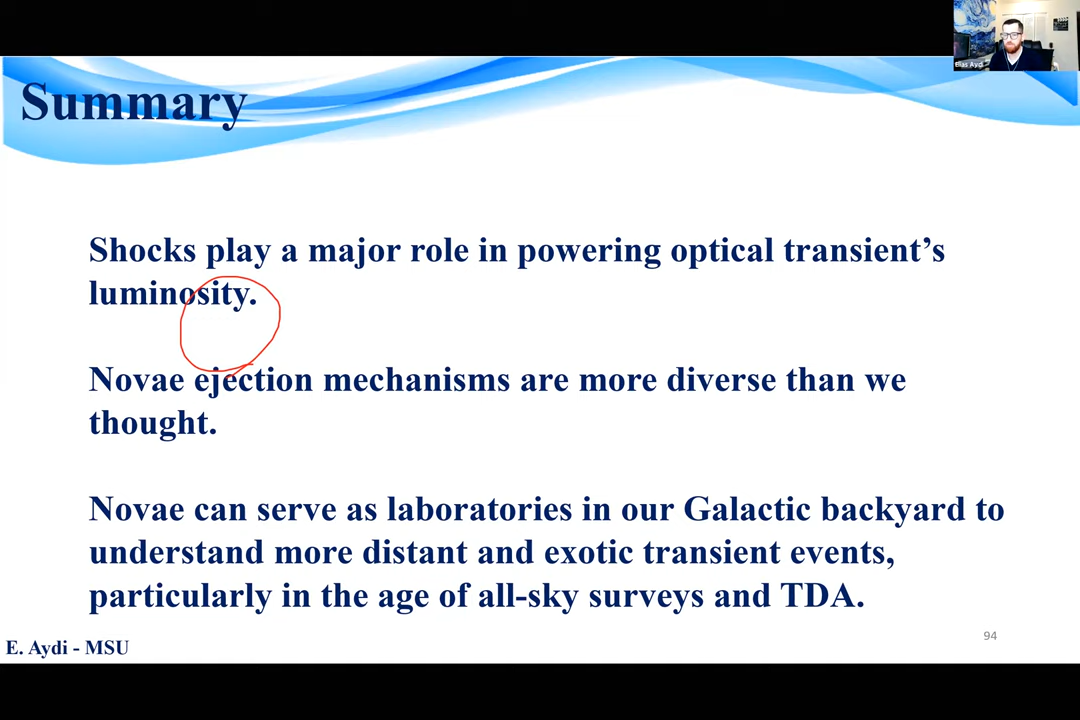 Elias Aydi
Summary
Shocks play a major role in powering optical transient’s
luminosity.
Novae ejection mechanisms are more diverse than we
thought.
Novae can serve as laboratories in our Galactic backyard to
understand more distant and exotic transient events,
particularly in the age of all-sky surveys and TDA.
E. Aydi - MSU
94